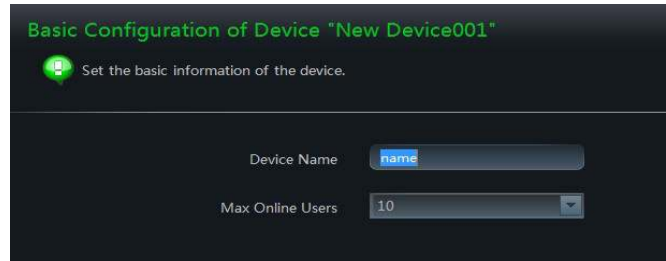 Basic Configuration of Device "New Device001"
Set the basic information of the device.
Device Name name
Max Online Users 10